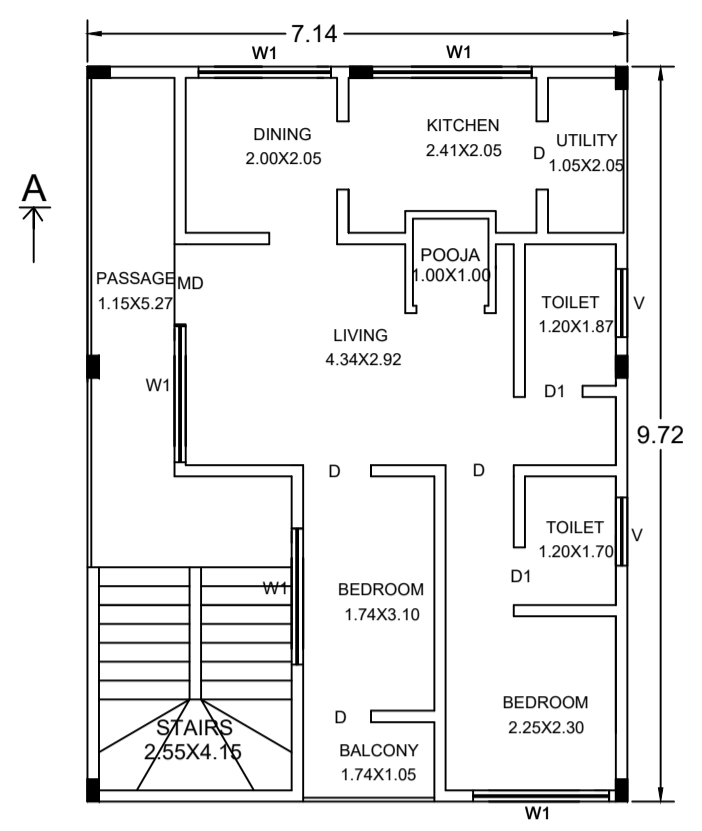 7.14
W1
W1
DINING
2.00X2.05
KITCHEN
2.41X2.05
D
UTILITY
1.05X2.05
A
PASSAGE
1.15X5.27
MD
POOJA
1.00X1.00
TOILET
1.20X1.87
V
LIVING
4.34X2.92
W1
D1
9.72
D
D
TOILET
1.20X1.70
V
D1
W1
BEDROOM
1.74X3.10
BEDROOM
2.25X2.30
STAIRS
2.55X4.15
D
BALCONY
1.74X1.05
W1